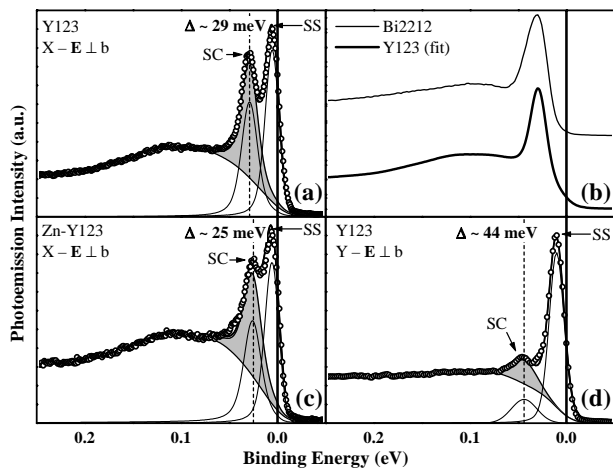 Y123
X – E ⊥ b
Δ ~ 29 meV
SS
SC
(a)
Bi2212
Y123 (fit)
(b)
Zn-Y123
X – E ⊥ b
Δ ~ 25 meV
SS
SC
(c)
Y123
Y – E ⊥ b
Δ ~ 44 meV
SS
SC
(d)
0.2 0.1 0.0 0.2 0.1 0.0
Binding Energy (eV)
Photoemission Intensity (a.u.)